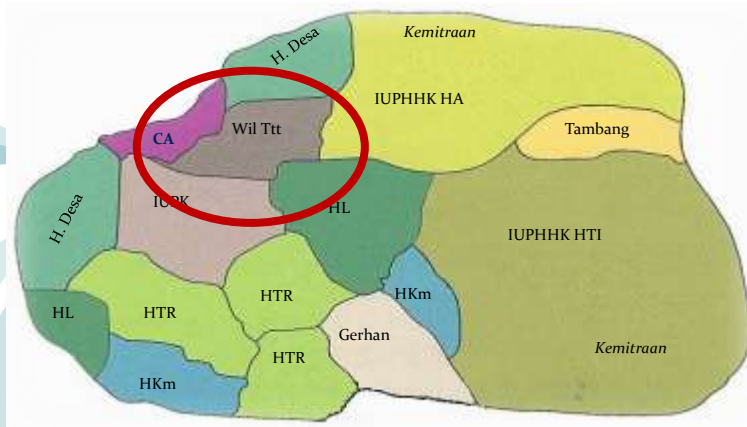 Kemitraan
H. Desa
IUPHHK HA
CA
Wil Ttt
Tambang
H. Desa
IUPK
HL
IUPHHK HTI
HL
HTR
HTR
HKm
Gerhan
HTR
HKm
Kemitraan